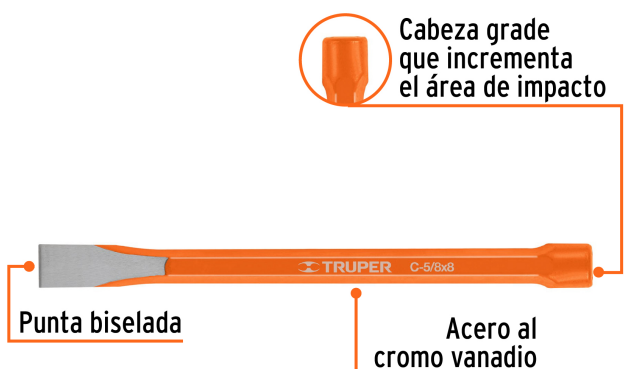 Cabeza grade
que incrementa
el área de impacto
TRUPER C-5/8x8
Punta biselada
Acero al
cromo vanadio